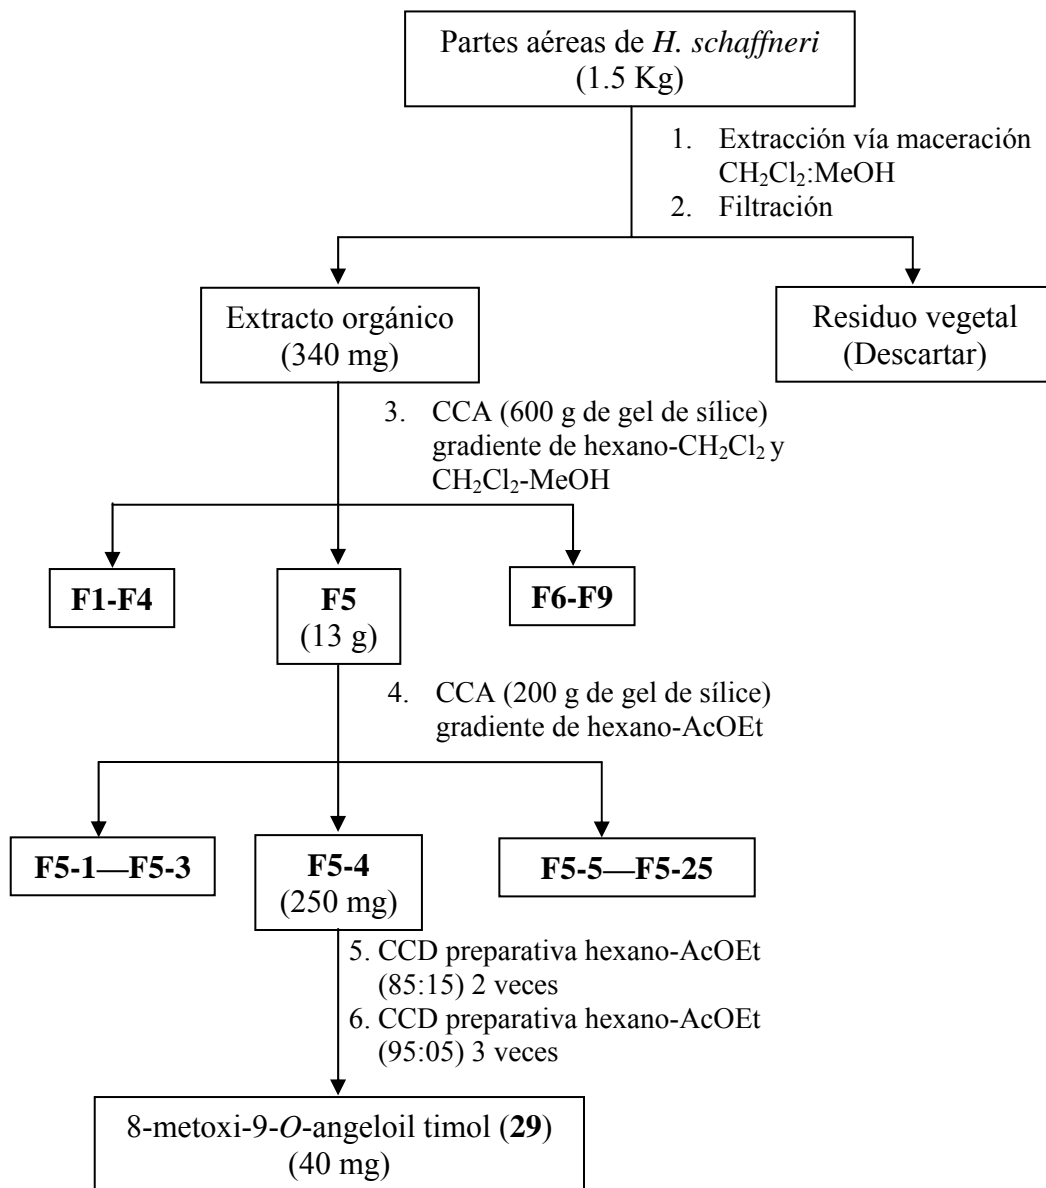 Partes aéreas de H. schaffneri
(1.5 Kg)
1. Extracción vía maceración
CH₂Cl₂:MeOH
2. Filtración
Extracto orgánico
(340 mg)
Residuo vegetal
(Descartar)
3. CCA (600 g de gel de sílice)
gradiente de hexano-CH₂Cl₂ y
CH₂Cl₂-MeOH
F1-F4
F5
(13 g)
F6-F9
4. CCA (200 g de gel de sílice)
gradiente de hexano-AcOEt
F5-1—F5-3
F5-4
(250 mg)
F5-5—F5-25
5. CCD preparativa hexano-AcOEt
(85:15) 2 veces
6. CCD preparativa hexano-AcOEt
(95:05) 3 veces
8-metoxi-9-O-angeloil timol (29)
(40 mg)